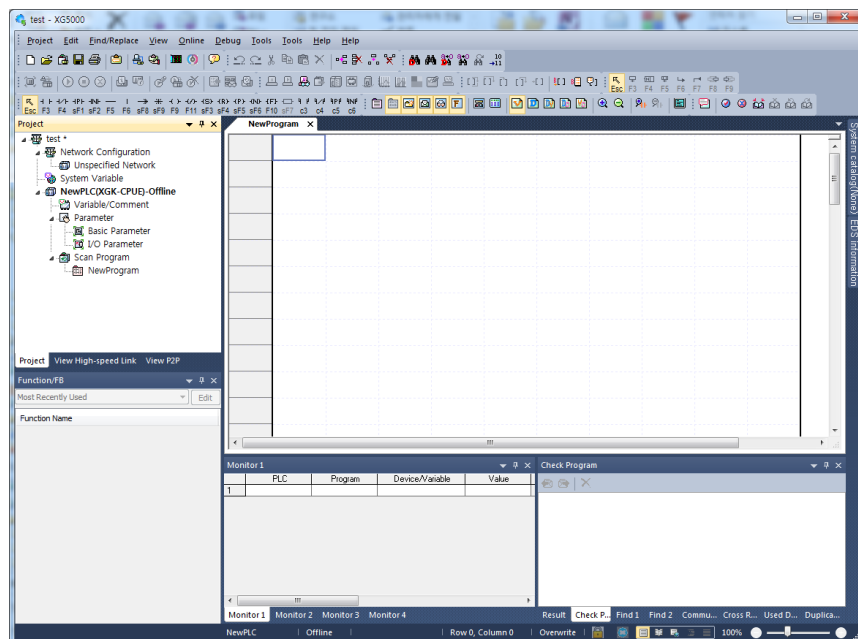 test - XG5000
Project Edit Find/Replace View Online Debug Tools Tools Help Help
Esc F3 F4 F5 F6 F7 F8 F9
Esc F3 F4 sF1 sF2 F5 F6 sF8 sF9 F9 F11 sF3 sF4 sF5 sF6 F10 sF7 c3 c4 c5 c6
Project
NewProgram X
test *
Network Configuration
Unspecified Network
System Variable
NewPLC(XGK-CPUE)-Offline
Variable/Comment
Parameter
Basic Parameter
I/O Parameter
Scan Program
NewProgram
System catalog(None) EDS information
Project View High-speed Link View P2P
Function/FB
Most Recently Used Edit
Function Name
Monitor 1
PLC Program Device/Variable Value
1
Monitor 1 Monitor 2 Monitor 3 Monitor 4
Check Program
Result Check P... Find 1 Find 2 Commu... Cross R... Used D... Duplica...
NewPLC Offline Row 0, Column 0 Overwrite 100%